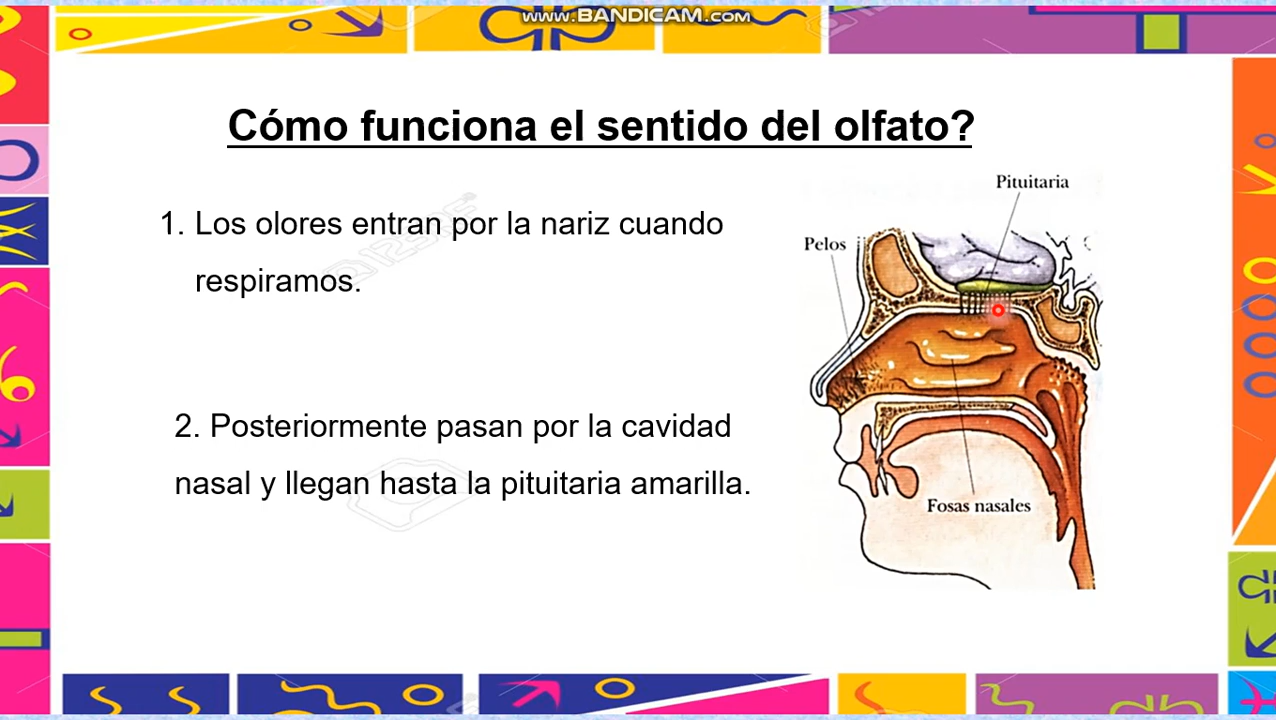 www.BANDICAM.com
Cómo funciona el sentido del olfato?
1. Los olores entran por la nariz cuando
respiramos.
2. Posteriormente pasan por la cavidad
nasal y llegan hasta la pituitaria amarilla.
Pituitaria
Pelos
Fosas nasales